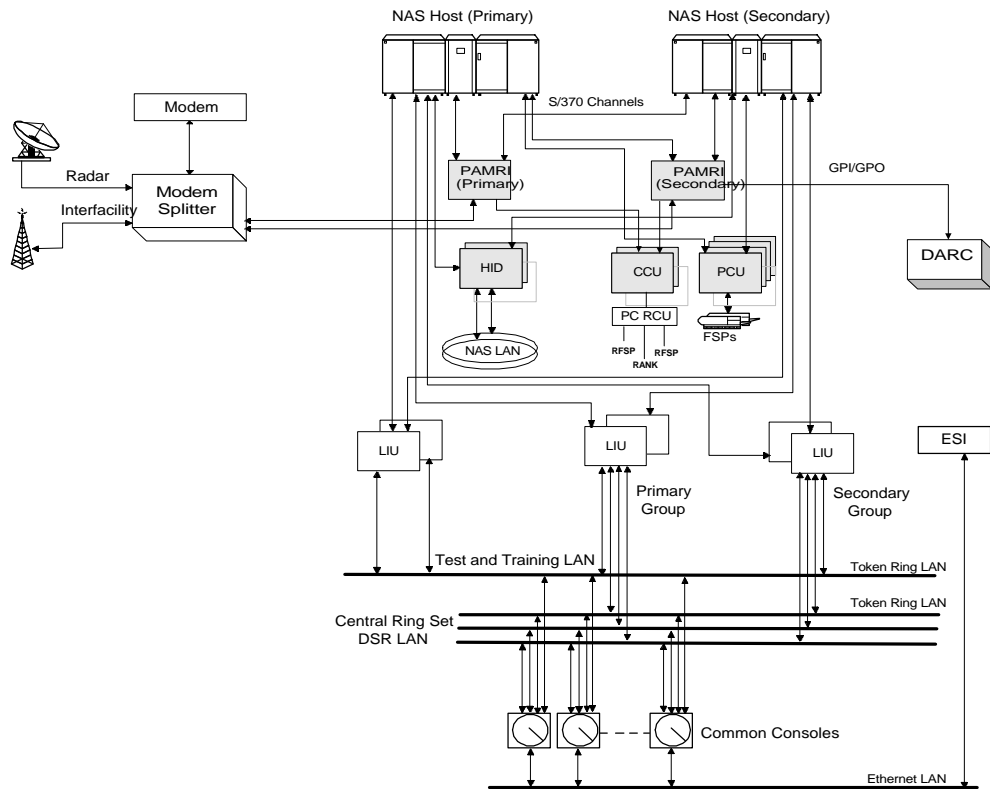 NAS Host (Primary)
NAS Host (Secondary)
S/370 Channels
Modem
Radar
Interfacility
Modem
Splitter
PAMRI
(Primary)
PAMRI
(Secondary)
GPI/GPO
DARC
HID
CCU
PCU
PC RCU
FSPs
RFSP
RFSP
RANK
NAS LAN
LIU
LIU
LIU
ESI
Primary
Group
Secondary
Group
Test and Training LAN
Token Ring LAN
Token Ring LAN
Central Ring Set
DSR LAN
Common Consoles
Ethernet LAN